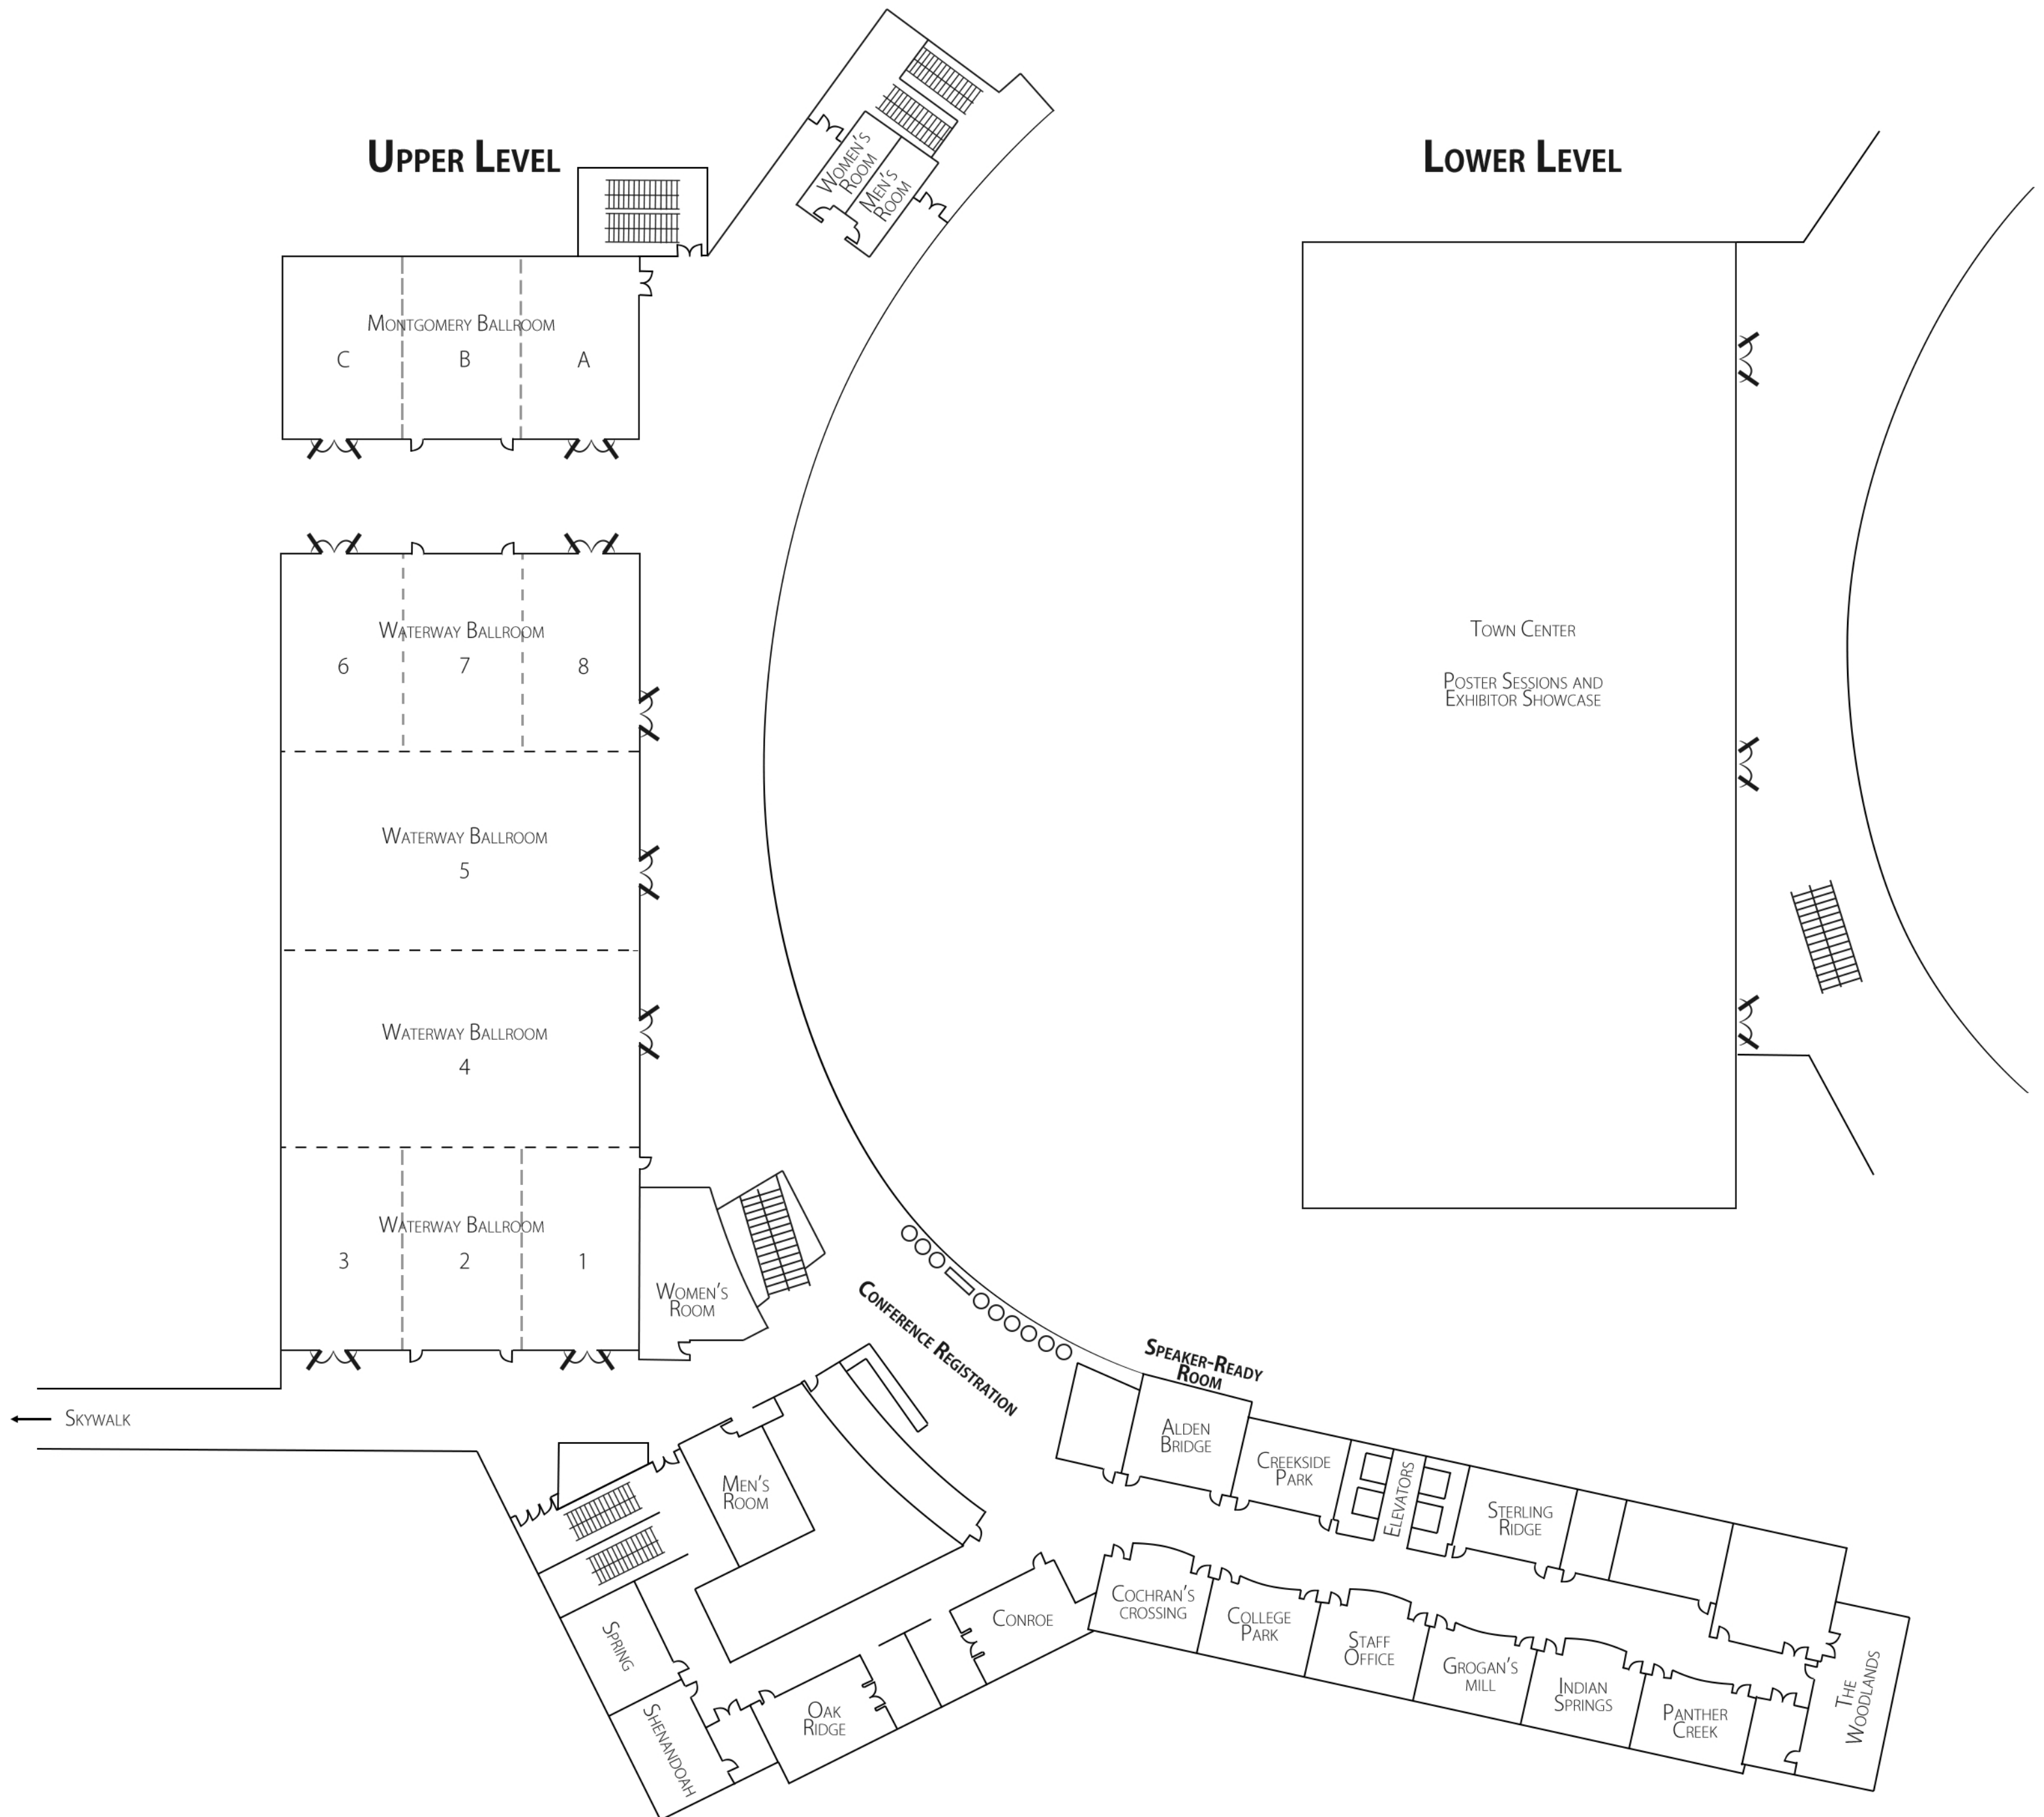 Upper Level
Lower Level
Women's
Room
Men's
Room
Montgomery Ballroom
C
B
A
Waterway Ballroom
6
7
8
Town Center
Poster Sessions and
Exhibitor Showcase
Waterway Ballroom
5
Waterway Ballroom
4
Waterway Ballroom
3
2
1
Women's
Room
Conference Registration
Speaker-Ready
Room
Skywalk
Men's
Room
Alden
Bridge
Creekside
Park
Elevators
Sterling
Ridge
Spring
Shenandoah
Oak
Ridge
Conroe
Cochran's
crossing
College
Park
Staff
Office
Grogan's
mill
Indian
Springs
Panther
Creek
The
Woodlands